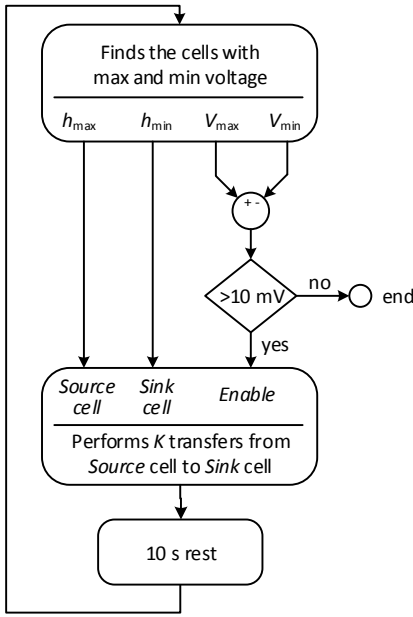 Finds the cells with
max and min voltage
hmax hmin Vmax Vmin
+ -
>10 mV
no
end
yes
Source cell
Sink cell
Enable
Performs K transfers from
Source cell to Sink cell
10 s rest